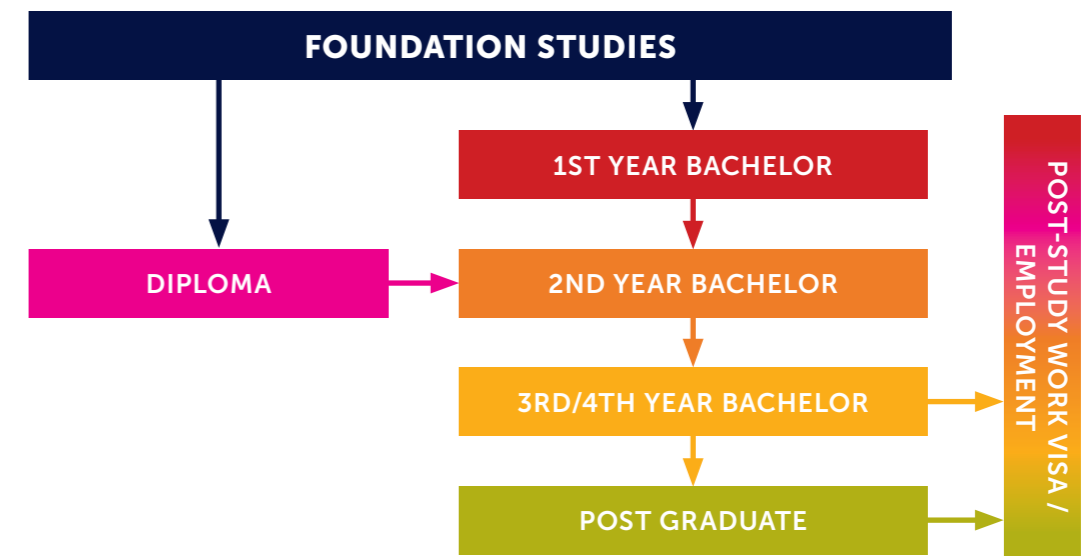 FOUNDATION STUDIES
1ST YEAR BACHELOR
DIPLOMA
2ND YEAR BACHELOR
3RD/4TH YEAR BACHELOR
POST GRADUATE
POST-STUDY WORK VISA /
EMPLOYMENT